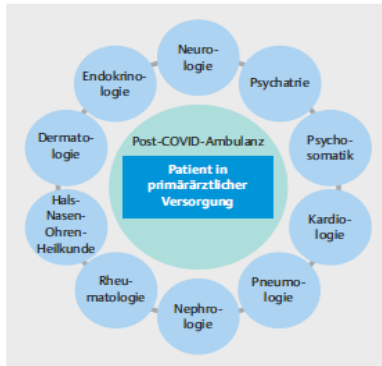 Neuro-
logie
Psychiatrie
Psycho-
somatik
Kardio-
logie
Pneumo-
logie
Nephro-
logie
Rheu-
matologie
Hals-
Nasen-
Ohren-
Heilkunde
Dermato-
logie
Endokrino-
logie
Post-COVID-Ambulanz
Patient in
primärärztlicher
Versorgung